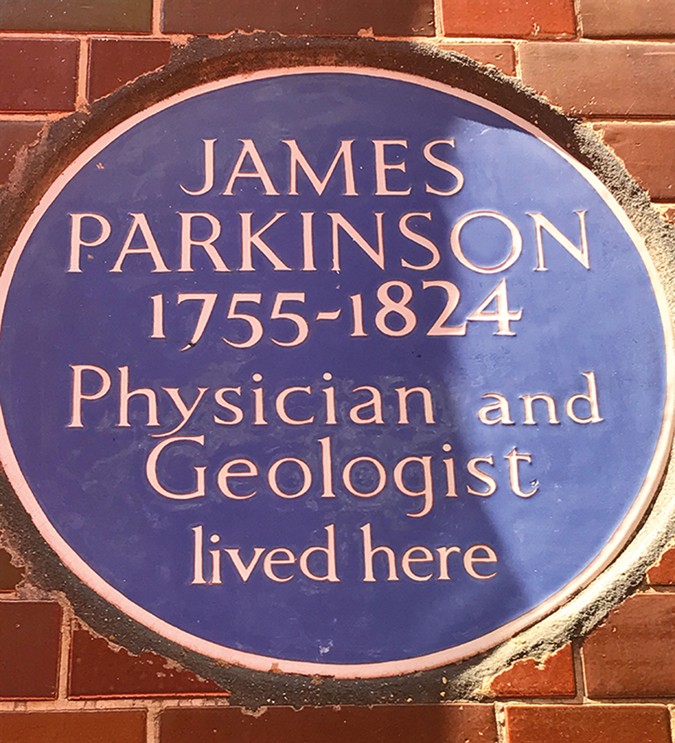 JAMES
PARKINSON
1755-1824
Physician and
Geologist
lived here